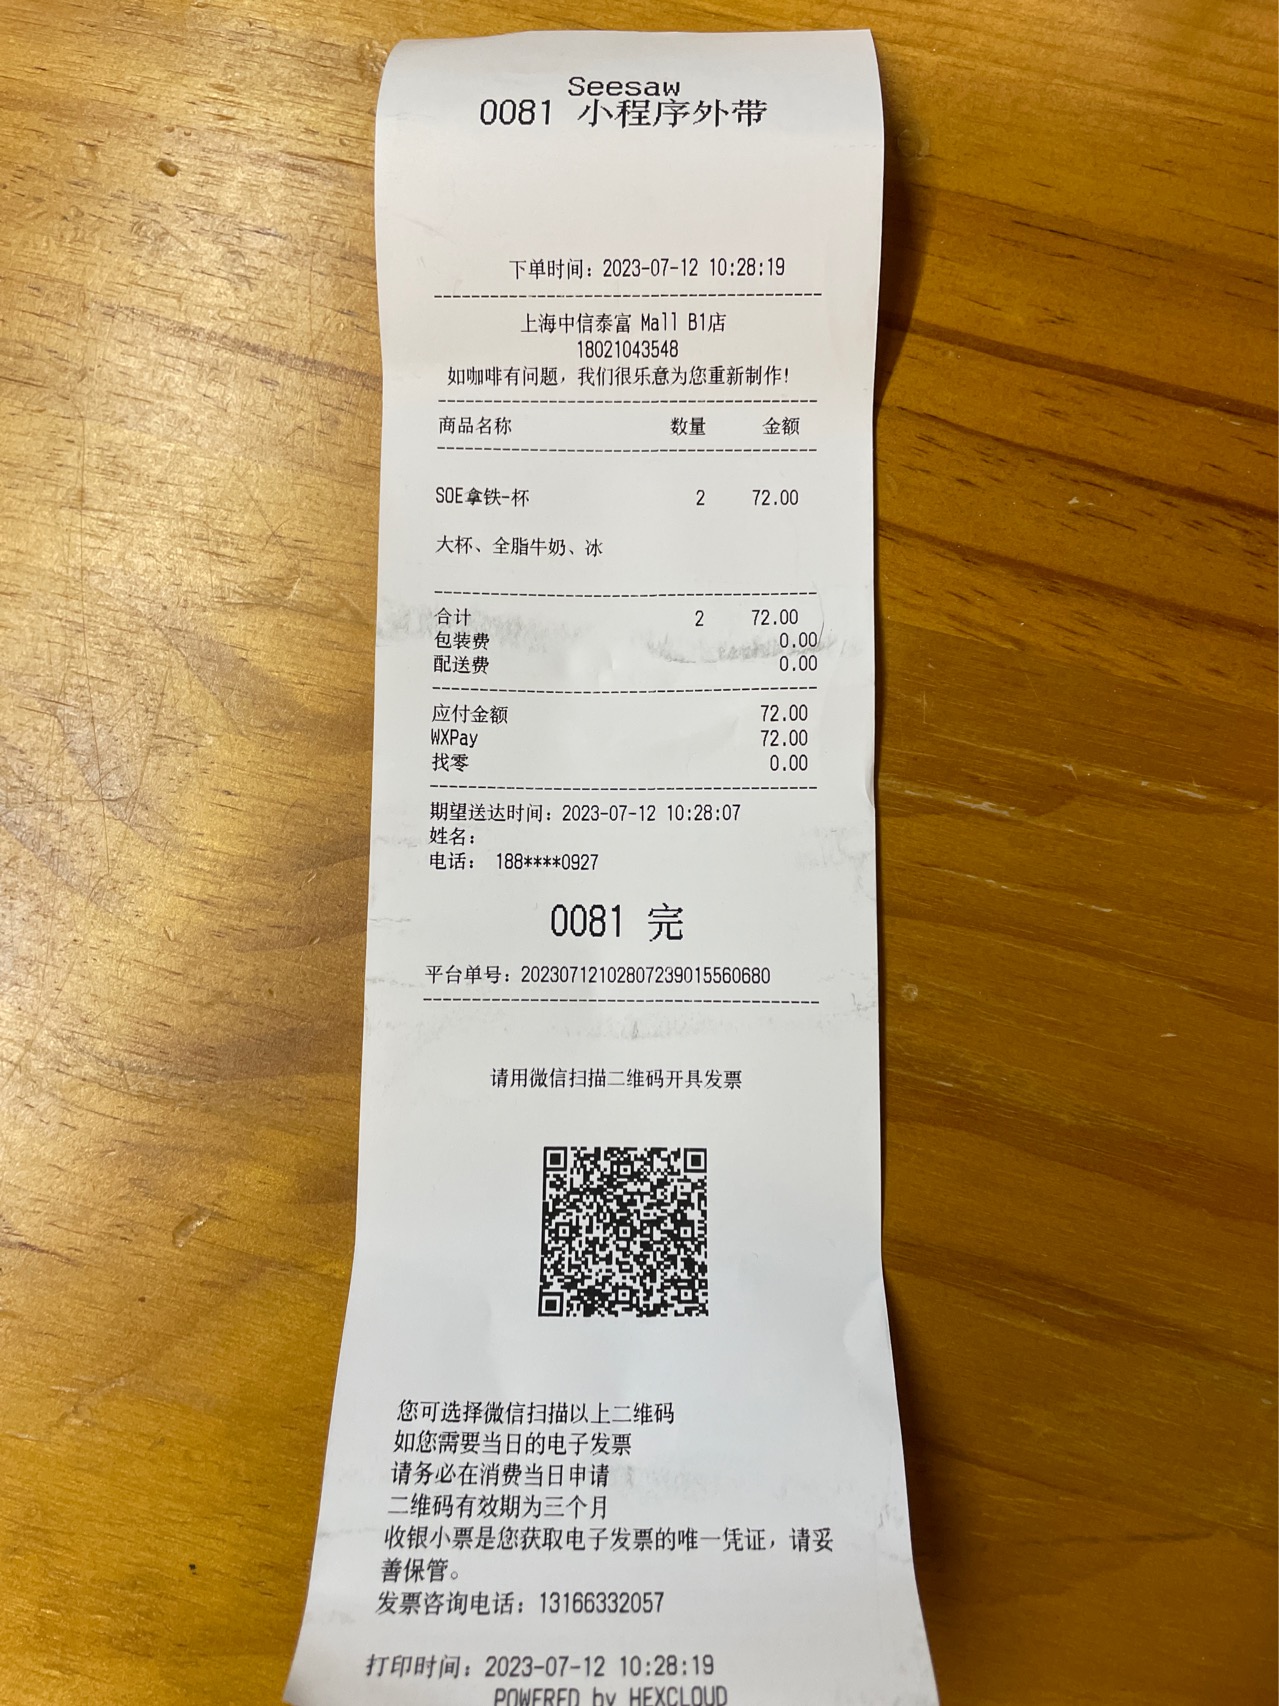 Seesaw
0081 小程序外带
下单时间：2023-07-12 10:28:19
上海中信泰富 Mall B1店
18021043548
如咖啡有问题，我们很乐意为您重新制作！
商品名称 数量 金额
SOE拿铁-杯 2 72.00
大杯、全脂牛奶、冰
合计 2 72.00
包装费 0.00
配送费 0.00
应付金额 72.00
WXPay 72.00
找零 0.00
期望送达时间：2023-07-12 10:28:07
姓名：
电话： 188****0927
0081 完
平台单号：20230712102807239015560680
请用微信扫描二维码开具发票
您可选择微信扫描以上二维码
如您需要当日的电子发票
请务必在消费当日申请
二维码有效期为三个月
收银小票是您获取电子发票的唯一凭证，请妥
善保管。
发票咨询电话：13166332057
打印时间：2023-07-12 10:28:19
POWERED by HEXCLOUD